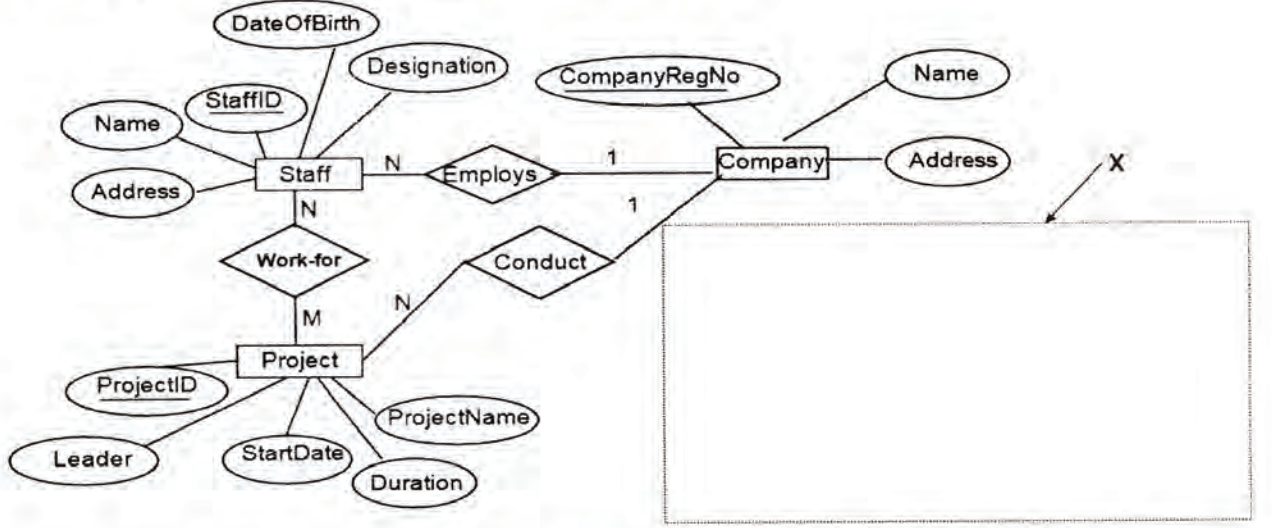 DateOfBirth
Designation
StaffID
Name
Address
Staff
N
Employs
1
CompanyRegNo
Name
Company
Address
X
N
Work-for
M
1
Conduct
N
Project
ProjectID
Leader
StartDate
Duration
ProjectName